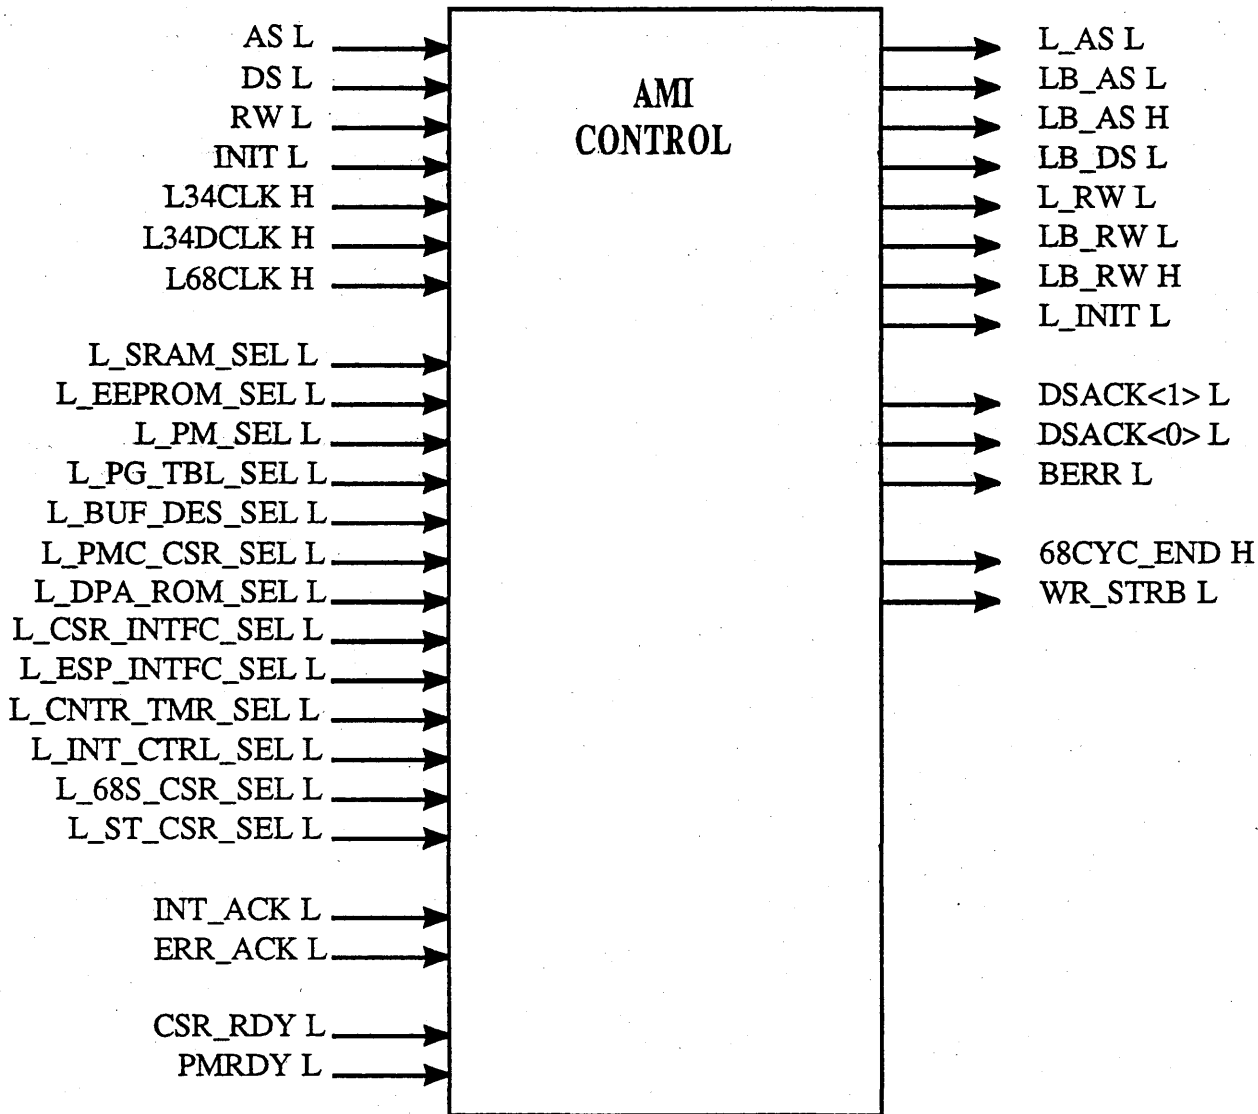 AS L
DS L
RW L
INIT L
L34CLK H
L34DCLK H
L68CLK H
L_SRAM_SEL L
L_EEPROM_SEL L
L_PM_SEL L
L_PG_TBL_SEL L
L_BUF_DES_SEL L
L_PMC_CSR_SEL L
L_DPA_ROM_SEL L
L_CSR_INTFC_SEL L
L_ESP_INTFC_SEL L
L_CNTR_TMR_SEL L
L_INT_CTRL_SEL L
L_68S_CSR_SEL L
L_ST_CSR_SEL L
INT_ACK L
ERR_ACK L
CSR_RDY L
PMRDY L
AMI
CONTROL
L_AS L
LB_AS L
LB_AS H
LB_DS L
L_RW L
LB_RW L
LB_RW H
L_INIT L
DSACK<1> L
DSACK<0> L
BERR L
68CYC_END H
WR_STRB L